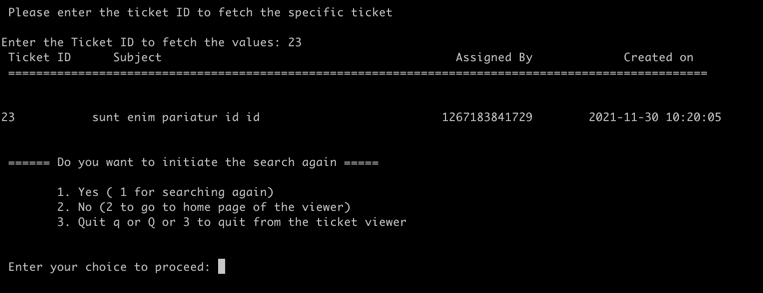 Please enter the ticket ID to fetch the specific ticket
Enter the Ticket ID to fetch the values: 23
Ticket ID Subject Assigned By Created on
====================================================================================================
23 sunt enim pariatur id id 1267183841729 2021-11-30 10:20:05
====== Do you want to initiate the search again =====
1. Yes ( 1 for searching again)
2. No (2 to go to home page of the viewer)
3. Quit q or Q or 3 to quit from the ticket viewer
Enter your choice to proceed: